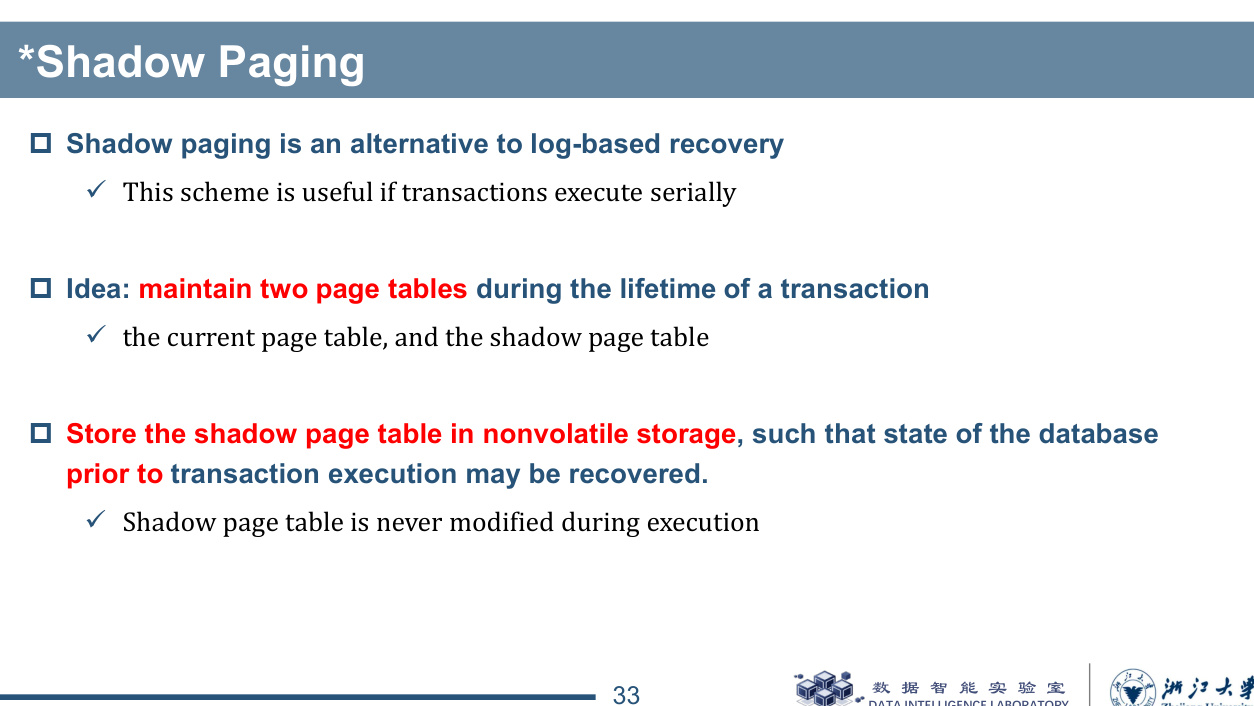 *Shadow Paging
Shadow paging is an alternative to log-based recovery
This scheme is useful if transactions execute serially
Idea: maintain two page tables during the lifetime of a transaction
the current page table, and the shadow page table
Store the shadow page table in nonvolatile storage, such that state of the database
prior to transaction execution may be recovered.
Shadow page table is never modified during execution
33
数据智能实验室
DATA INTELLIGENCE LABORATORY
浙江大学